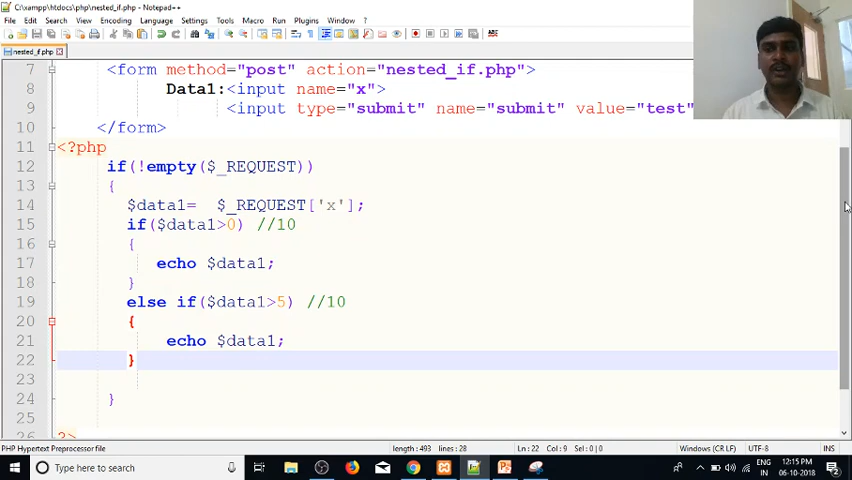 C:\xampp\htdocs\php\nested_if.php - Notepad++
File Edit Search View Encoding Language Settings Tools Macro Run Plugins Window ?
nested_if.php
7 <form method="post" action="nested_if.php">
8 Data1:<input name="x">
9 <input type="submit" name="submit" value="test"
10 </form>
11 <?php
12 if(!empty($_REQUEST))
13 {
14 $data1= $_REQUEST['x'];
15 if($data1>0) //10
16 {
17 echo $data1;
18 }
19 else if($data1>5) //10
20 {
21 echo $data1;
22 }
23
24 }
25
26 ?>
PHP Hypertext Preprocessor file length : 493 lines : 28 Ln : 22 Col : 9 Sel : 0 | 0 Windows (CR LF) UTF-8 INS
Type here to search
ENG
IN
12:15 PM
06-10-2018
2